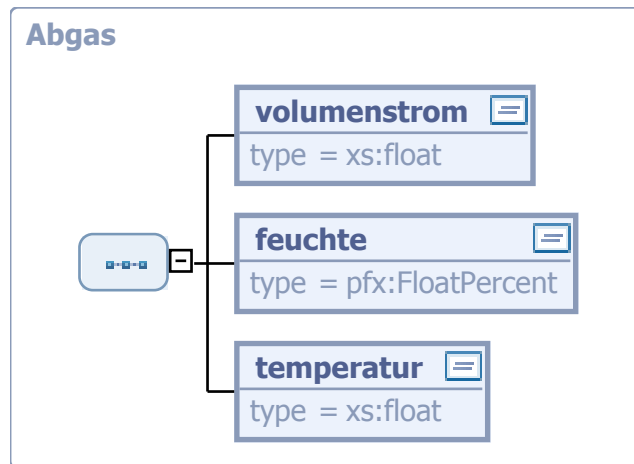 Abgas
volumenstrom
type = xs:float
feuchte
type = pfx:FloatPercent
temperatur
type = xs:float